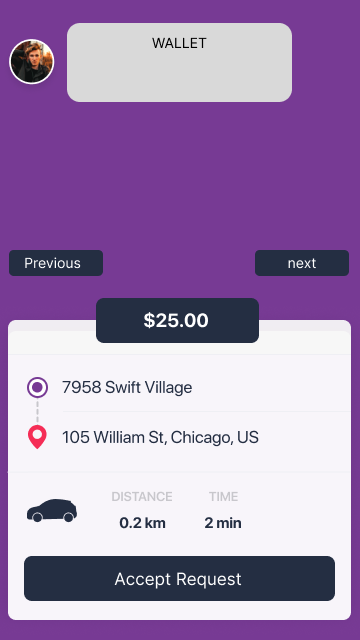 WALLET
Previous
next
$25.00
7958 Swift Village
105 William St, Chicago, US
DISTANCE TIME
0.2 km 2 min
Accept Request